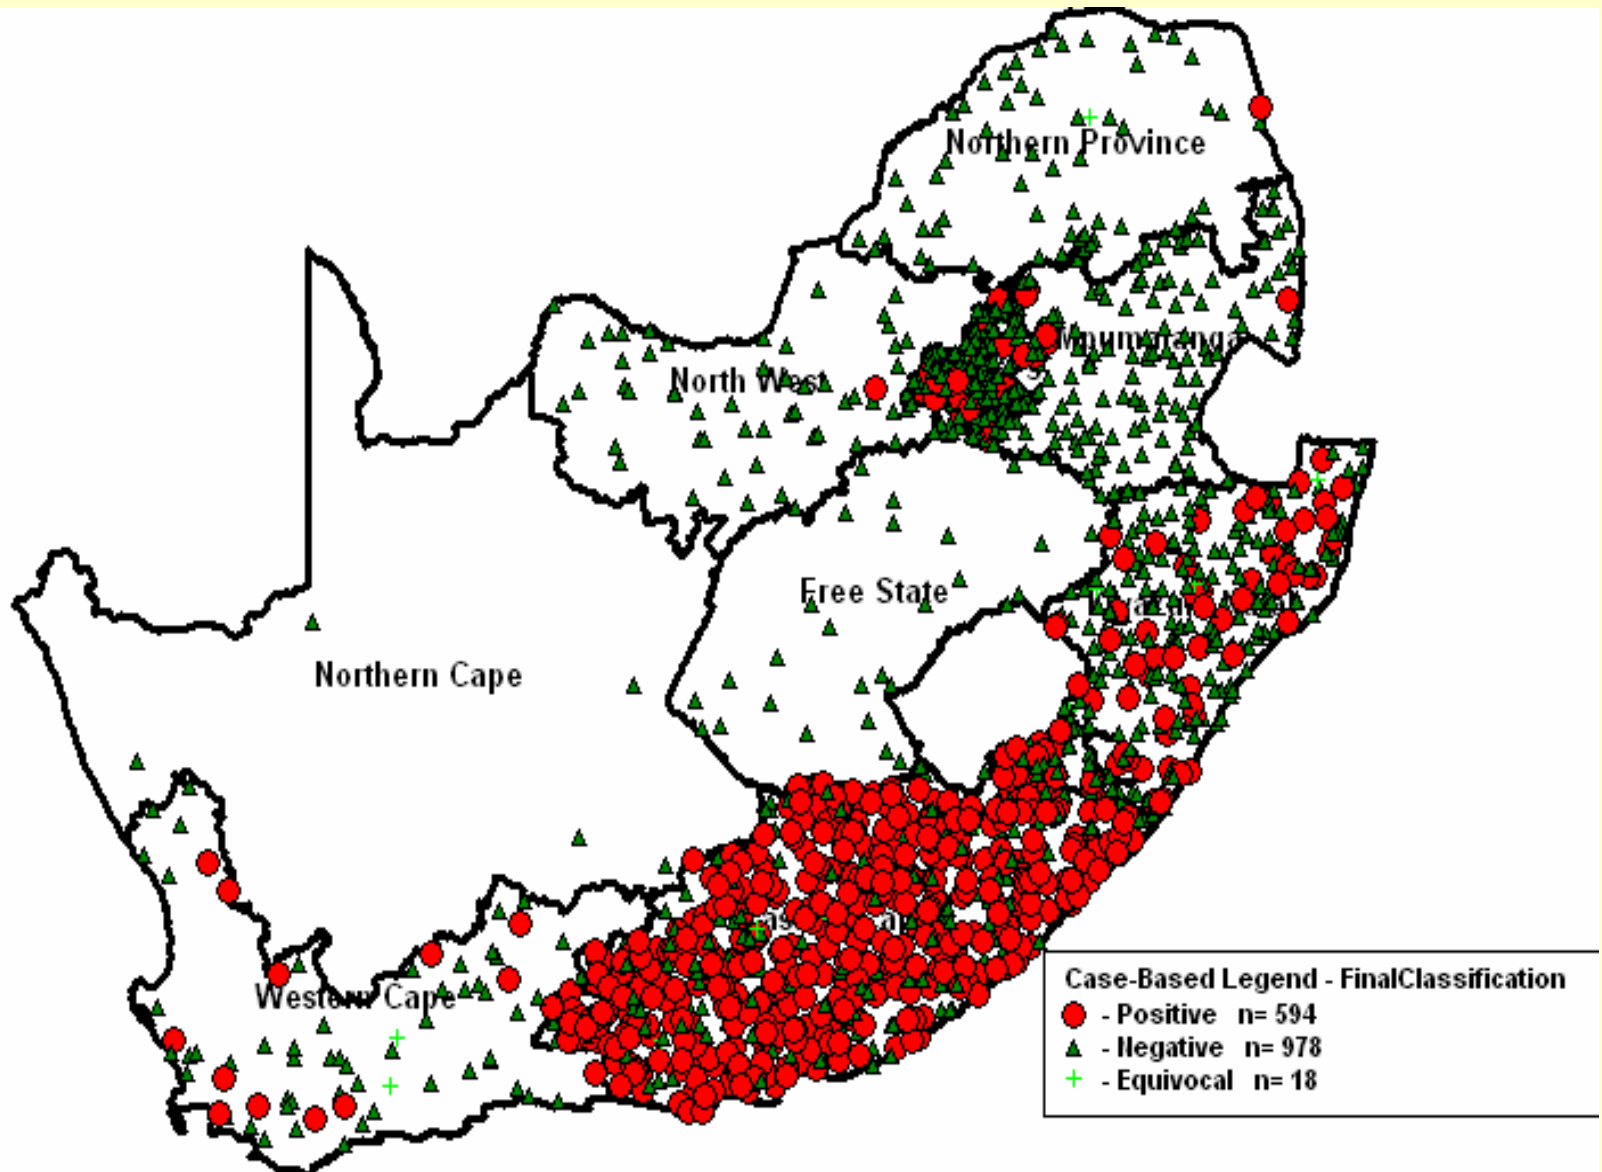 Northern Province
North West
Free State
Northern Cape
Western Cape
Case-Based Legend - FinalClassification
- Positive n= 594
- Negative n= 978
- Equivocal n= 18